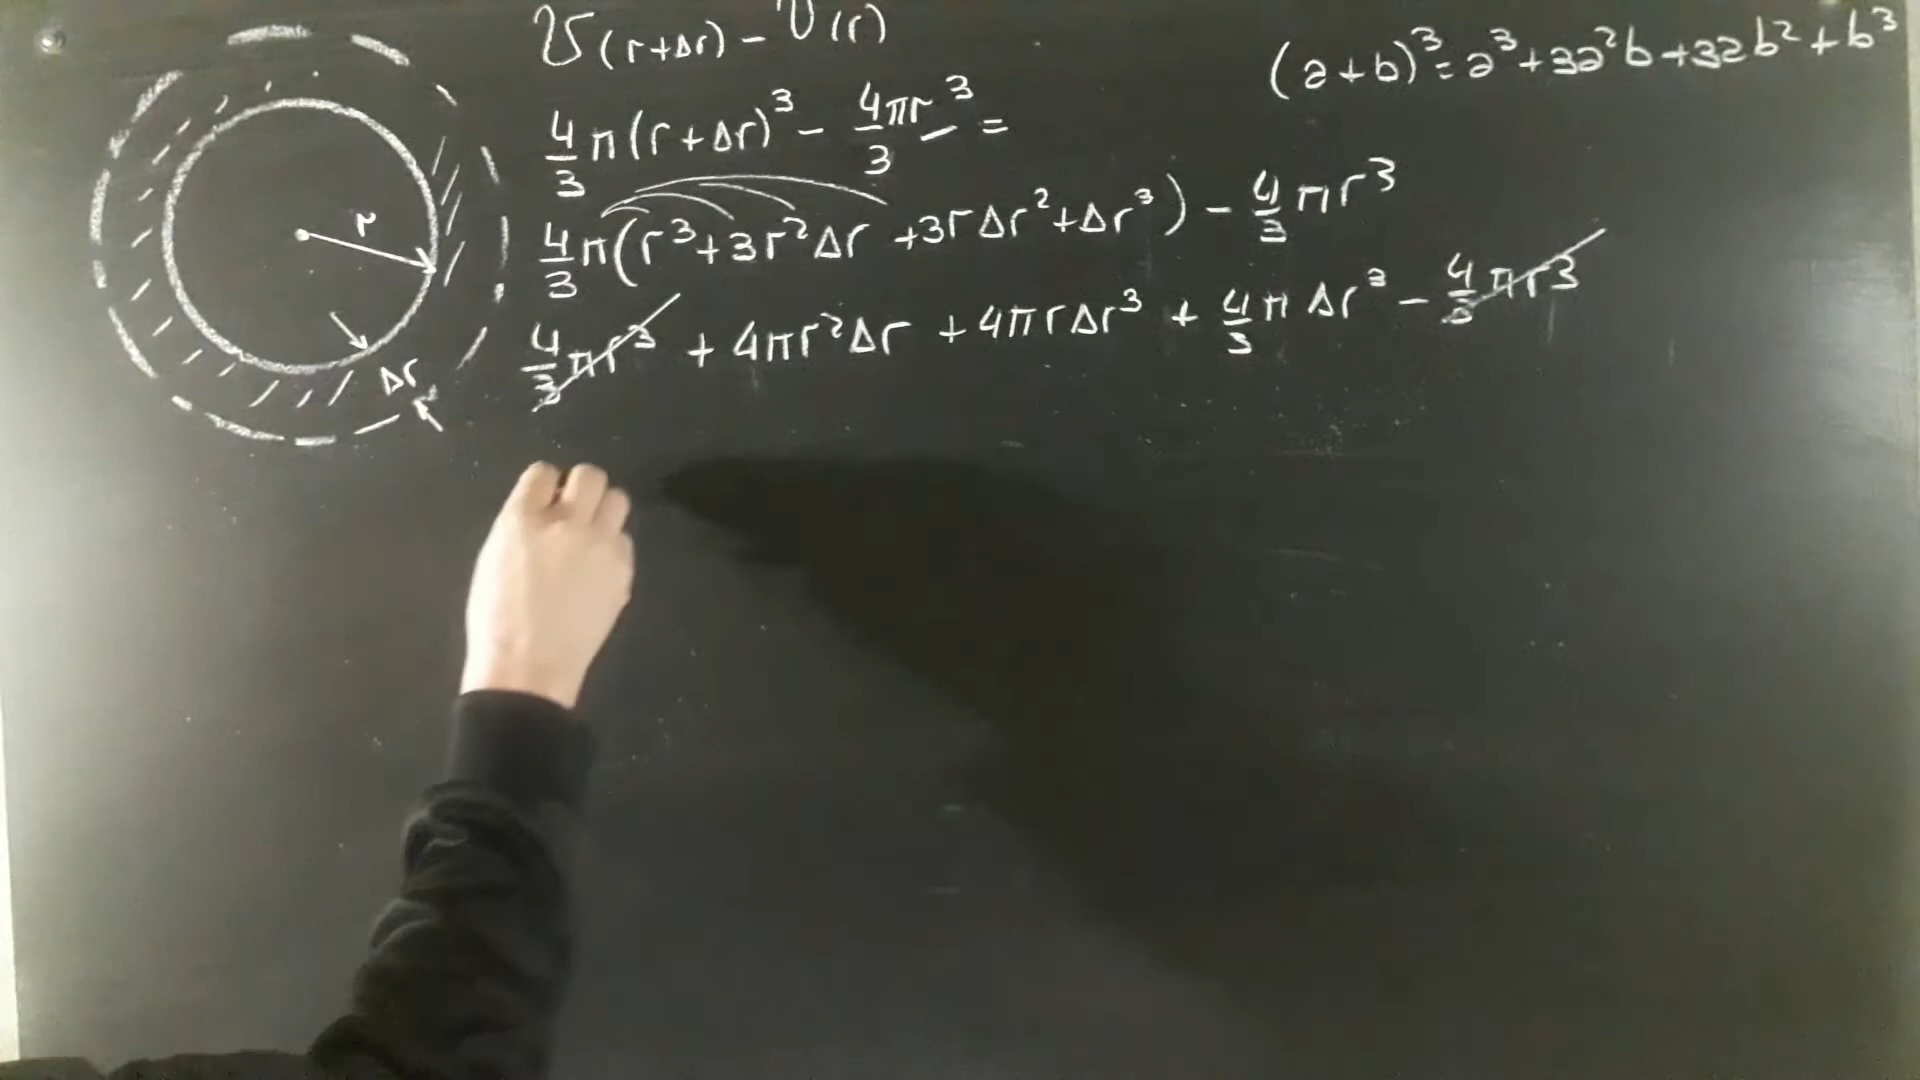 V(r+Δr) - V(r)
(a+b)³=a³+3a²b+3ab²+b³
4/3 π(r+Δr)³ - 4πr³/3 =
4/3 π(r³+3r²Δr+3rΔr²+Δr³) - 4/3 πr³
4/3 πr³ + 4πr²Δr + 4πrΔr³ + 4/3 πΔr³ - 4/3 πr³
r
Δr